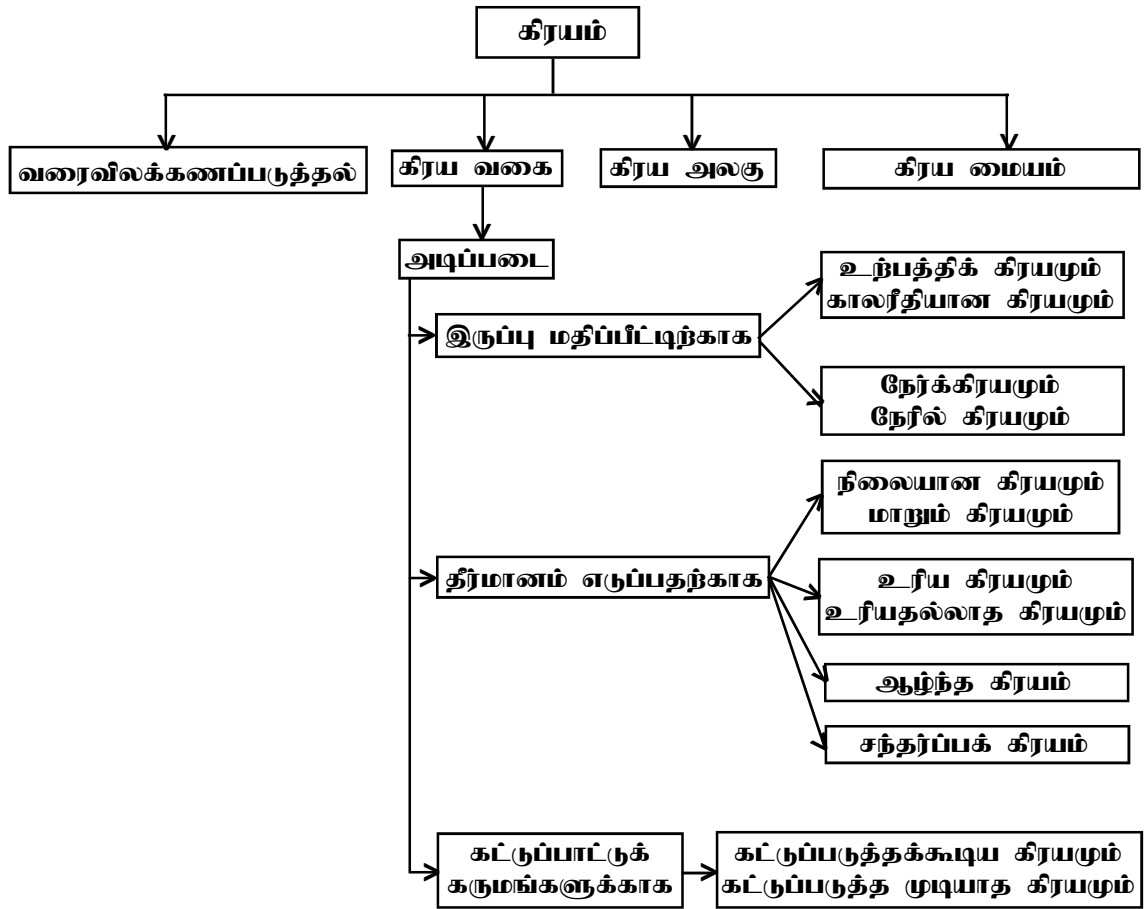 கிரயம்
வரைவிலக்கணப்படுத்தல்
கிரய வகை
கிரய அலகு
கிரய மையம்
அடிப்படை
இருப்பு மதிப்பீட்டிற்காக
உற்பத்திக் கிரயமும்
காலரீதியான கிரயமும்
நேர்க்கிரயமும்
நேரில் கிரயமும்
தீர்மானம் எடுப்பதற்காக
நிலையான கிரயமும்
மாறும் கிரயமும்
உரிய கிரயமும்
உரியதல்லாத கிரயமும்
ஆழ்ந்த கிரயம்
சந்தர்ப்பக் கிரயம்
கட்டுப்பாட்டுக்
கருமங்களுக்காக
கட்டுப்படுத்தக்கூடிய கிரயமும்
கட்டுப்படுத்த முடியாத கிரயமும்